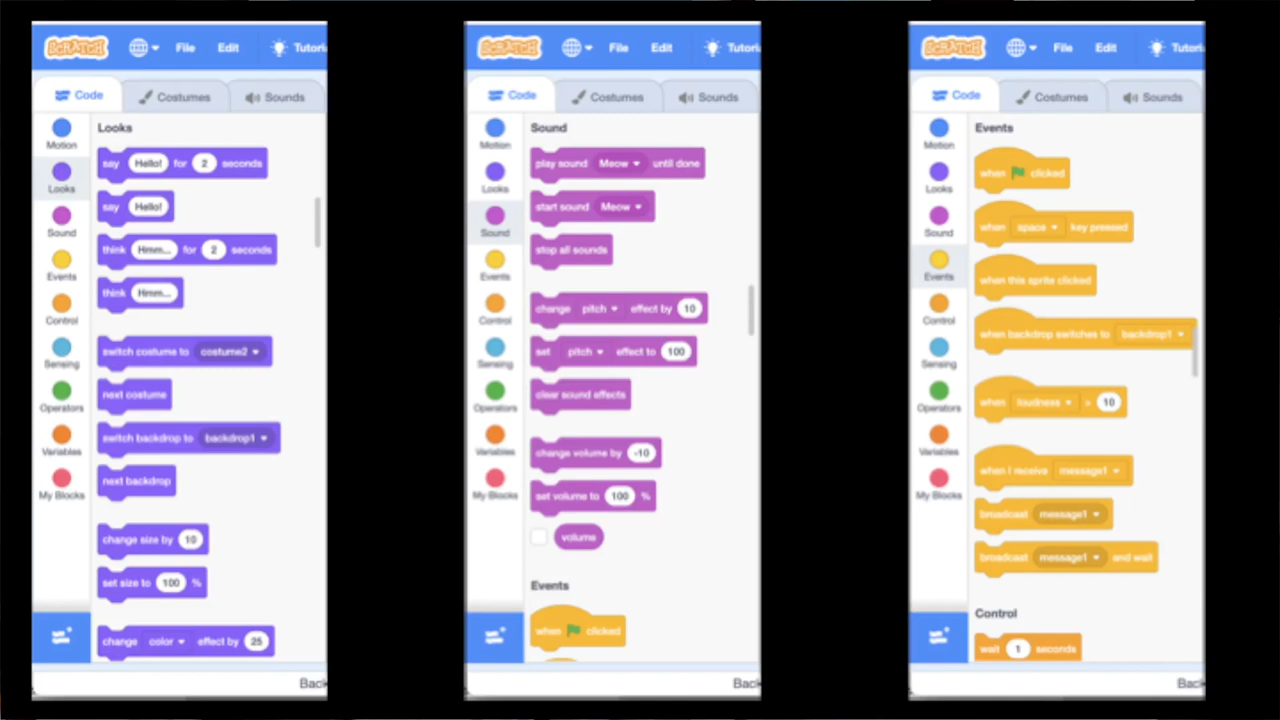 SCRATCH File Edit Tutori
Code Costumes Sounds
Motion
Looks
Sound
Events
Control
Sensing
Operators
Variables
My Blocks
Looks
say Hello! for 2 seconds
say Hello!
think Hmm... for 2 seconds
think Hmm...
switch costume to costume2
next costume
switch backdrop to backdrop1
next backdrop
change size by 10
set size to 100 %
change color effect by 25
Back
SCRATCH File Edit Tutori
Code Costumes Sounds
Motion
Looks
Sound
Events
Control
Sensing
Operators
Variables
My Blocks
Sound
play sound Meow until done
start sound Meow
stop all sounds
change pitch effect by 10
set pitch effect to 100
clear sound effects
change volume by -10
set volume to 100 %
volume
Events
when clicked
Back
SCRATCH File Edit Tutori
Code Costumes Sounds
Motion
Looks
Sound
Events
Control
Sensing
Operators
Variables
My Blocks
Events
when clicked
when space key pressed
when this sprite clicked
when backdrop switches to backdrop1
when loudness > 10
when I receive message1
broadcast message1
broadcast message1 and wait
Control
wait 1 seconds
Back